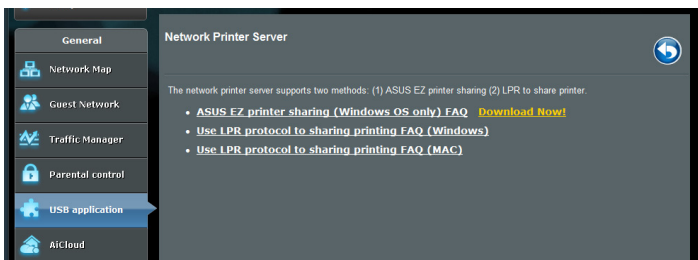 General
Network Map
Guest Network
Traffic Manager
Parental control
USB application
AiCloud
Network Printer Server
The network printer server supports two methods: (1) ASUS EZ printer sharing (2) LPR to share printer.
ASUS EZ printer sharing (Windows OS only) FAQ Download Now!
Use LPR protocol to sharing printing FAQ (Windows)
Use LPR protocol to sharing printing FAQ (MAC)